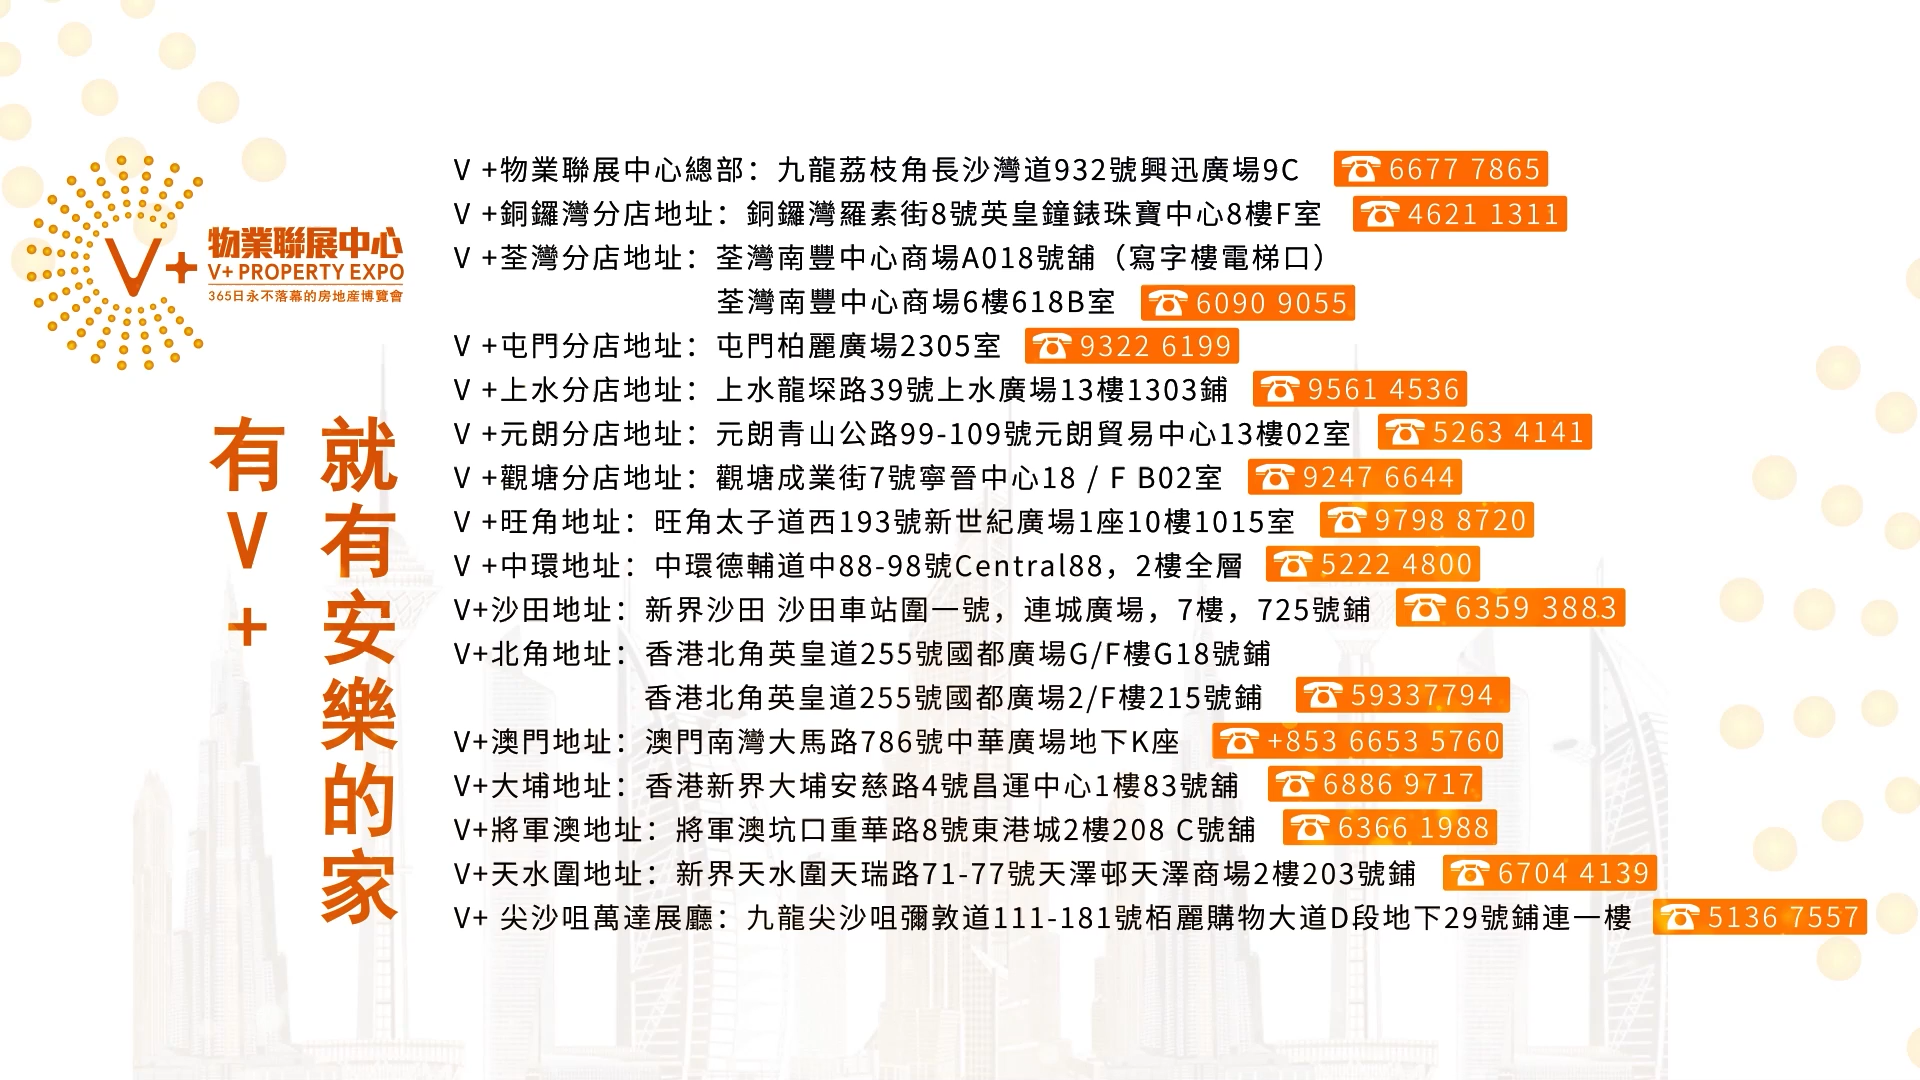 物業聯展中心
V+ PROPERTY EXPO
365日永不落幕的房地産博覽會
有V+
就有安樂的家
V +物業聯展中心總部：九龍荔枝角長沙灣道932號興迅廣場9C ☎ 6677 7865
V +銅鑼灣分店地址：銅鑼灣羅素街8號英皇鐘錶珠寶中心8樓F室 ☎ 4621 1311
V +荃灣分店地址：荃灣南豐中心商場A018號舖（寫字樓電梯口）
荃灣南豐中心商場6樓618B室 ☎ 6090 9055
V +屯門分店地址：屯門柏麗廣場2305室 ☎ 9322 6199
V +上水分店地址：上水龍堔路39號上水廣場13樓1303鋪 ☎ 9561 4536
V +元朗分店地址：元朗青山公路99-109號元朗貿易中心13樓02室 ☎ 5263 4141
V +觀塘分店地址：觀塘成業街7號寧晉中心18 / F B02室 ☎ 9247 6644
V +旺角地址：旺角太子道西193號新世紀廣場1座10樓1015室 ☎ 9798 8720
V +中環地址：中環德輔道中88-98號Central88，2樓全層 ☎ 5222 4800
V+沙田地址：新界沙田 沙田車站圍一號，連城廣場，7樓，725號鋪 ☎ 6359 3883
V+北角地址：香港北角英皇道255號國都廣場G/F樓G18號鋪
香港北角英皇道255號國都廣場2/F樓215號鋪 ☎ 59337794
V+澳門地址：澳門南灣大馬路786號中華廣場地下K座 ☎ +853 6653 5760
V+大埔地址：香港新界大埔安慈路4號昌運中心1樓83號舖 ☎ 6886 9717
V+將軍澳地址：將軍澳坑口重華路8號東港城2樓208 C號舖 ☎ 6366 1988
V+天水圍地址：新界天水圍天瑞路71-77號天澤邨天澤商場2樓203號鋪 ☎ 6704 4139
V+ 尖沙咀萬達展廳：九龍尖沙咀彌敦道111-181號栢麗購物大道D段地下29號鋪連一樓 ☎ 5136 7557